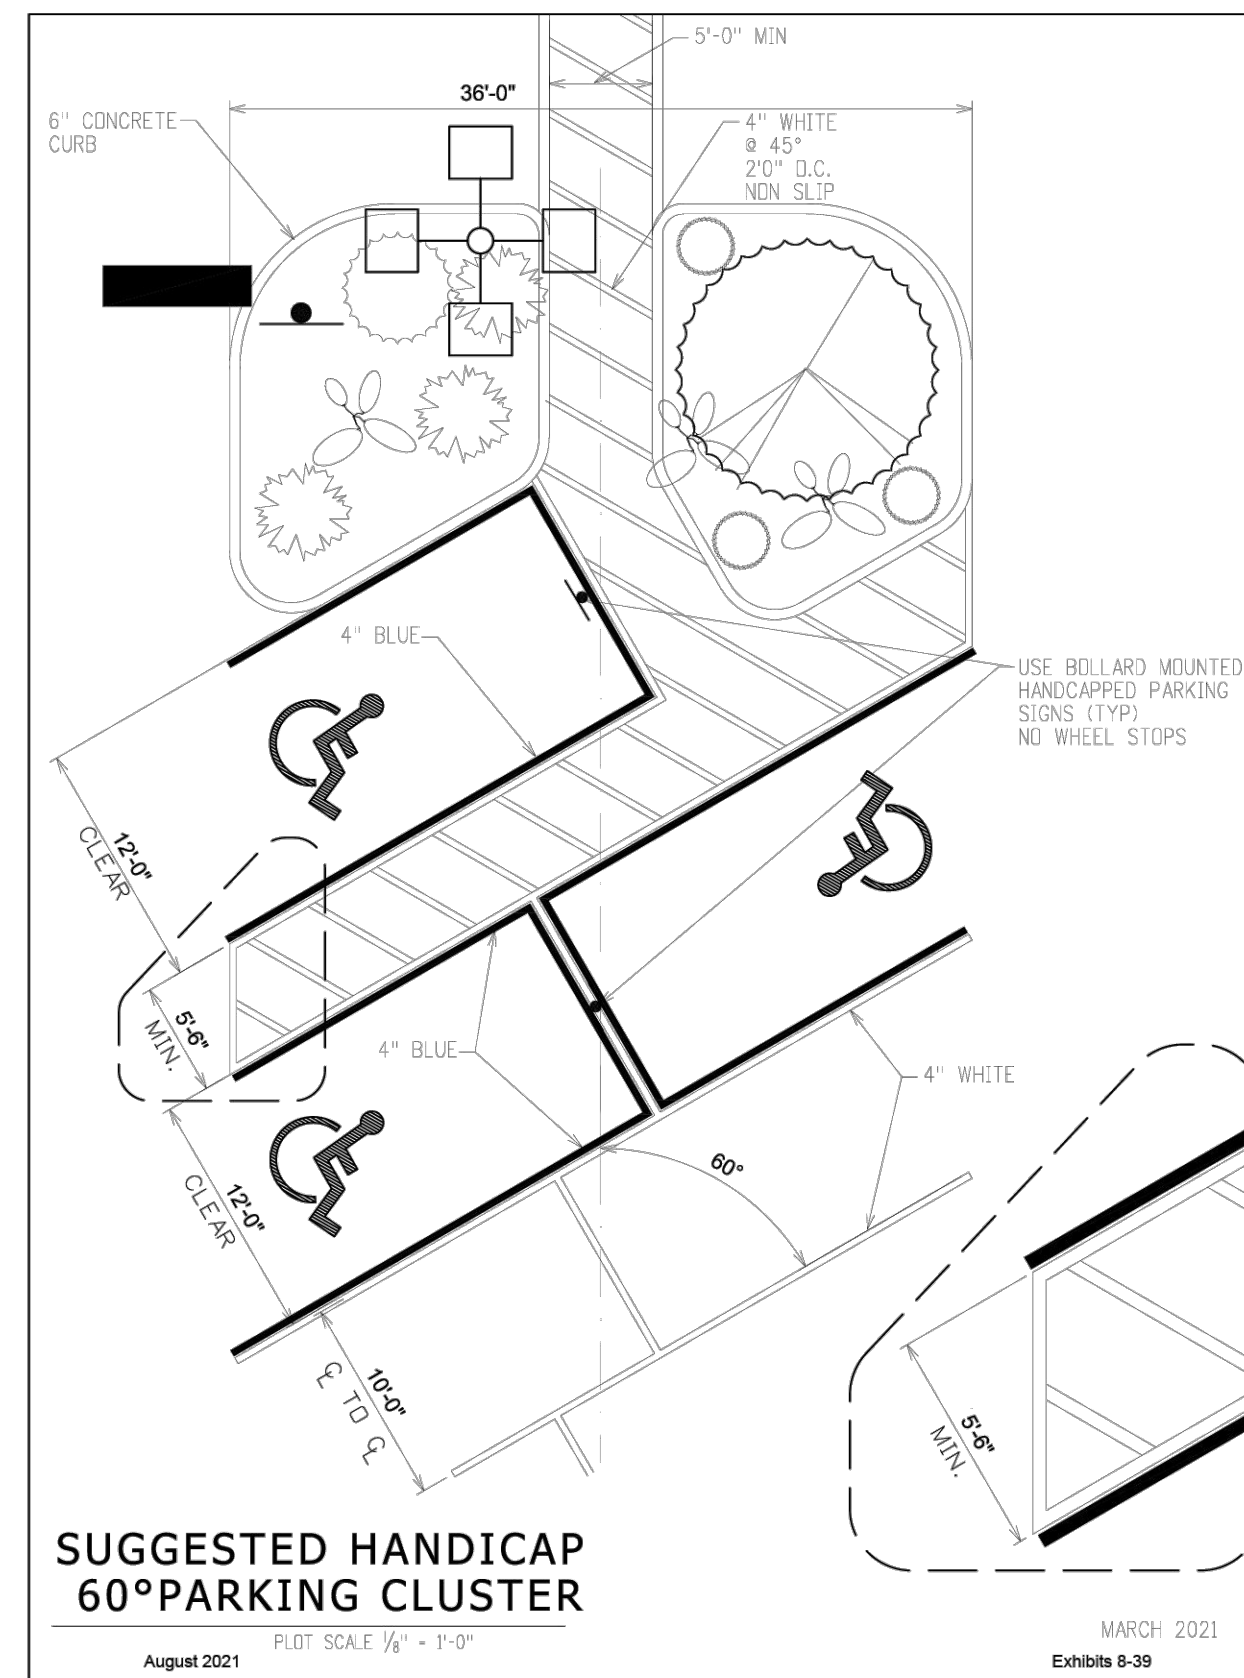 5'-0" MIN
36'-0"
6" CONCRETE
CURB
4" WHITE
@ 45°
2'0" O.C.
NON SLIP
4" BLUE
USE BOLLARD MOUNTED
HANDCAPPED PARKING
SIGNS (TYP)
NO WHEEL STOPS
12'-0"
CLEAR
5'-6"
MIN.
4" BLUE
4" WHITE
60°
12'-0"
CLEAR
10'-0"
℄ TO ℄
5'-6"
MIN.
SUGGESTED HANDICAP
60°PARKING CLUSTER
PLOT SCALE 1/8" = 1'-0"
MARCH 2021
August 2021
Exhibits 8-39